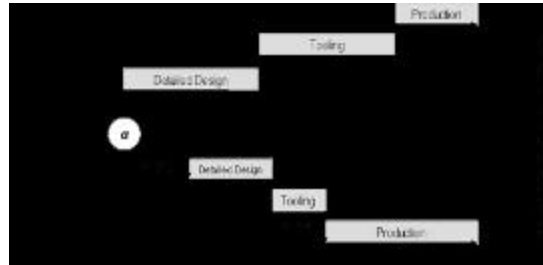 Production
Tooling
Detailed Design
a
Detailed Design
Tooling
Production